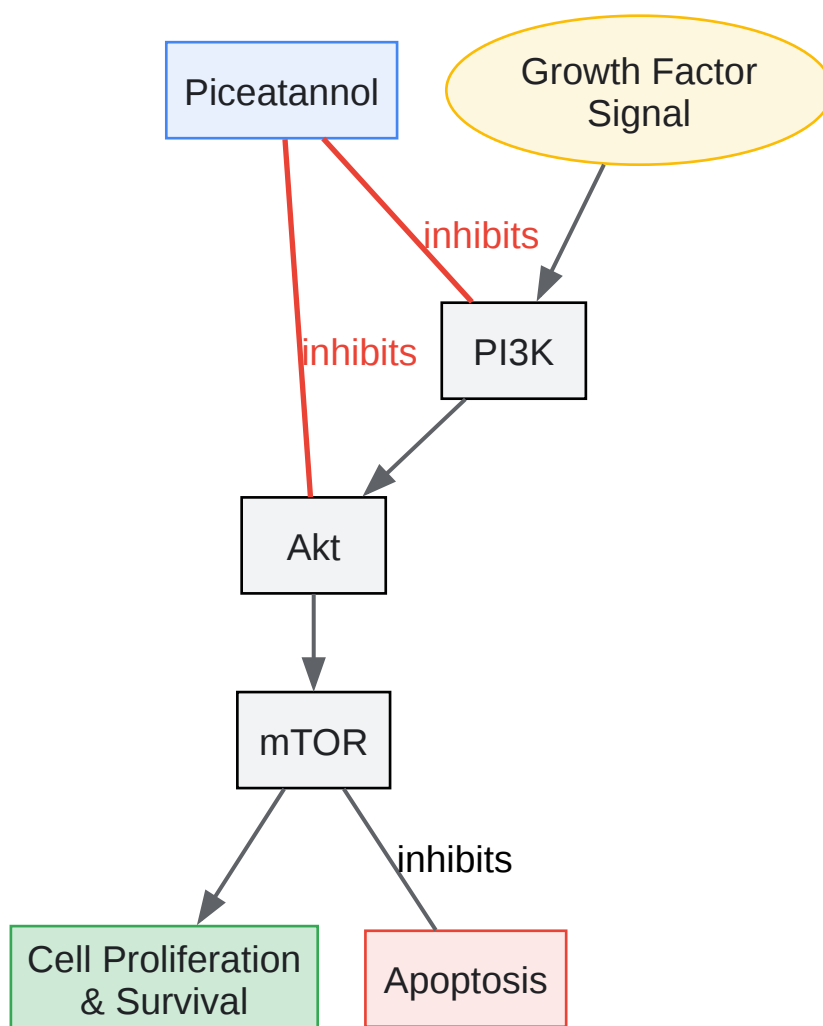 Piceatannol
Growth Factor
Signal
inhibits
inhibits
PI3K
Akt
mTOR
inhibits
Cell Proliferation
& Survival
Apoptosis